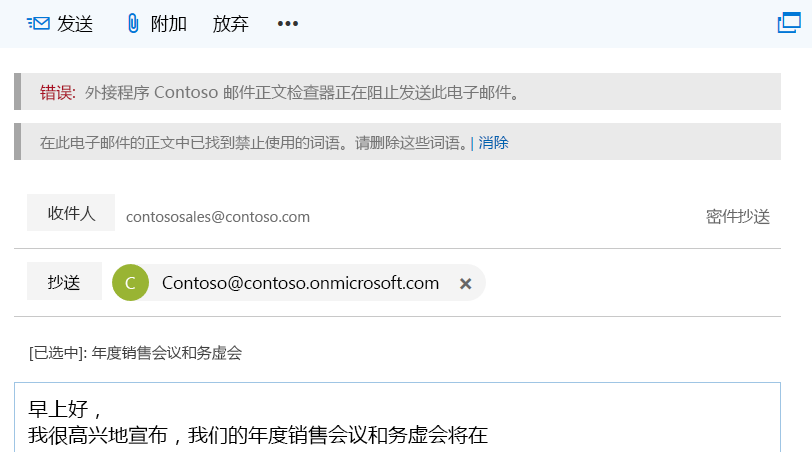 发送 附加 放弃 •••
错误: 外接程序 Contoso 邮件正文检查器正在阻止发送此电子邮件。
在此电子邮件的正文中已找到禁止使用的词语。请删除这些词语。| 消除
收件人 contososales@contoso.com 密件抄送
抄送 C Contoso@contoso.onmicrosoft.com ×
[已选中]: 年度销售会议和务虚会
早上好，
我很高兴地宣布，我们的年度销售会议和务虚会将在